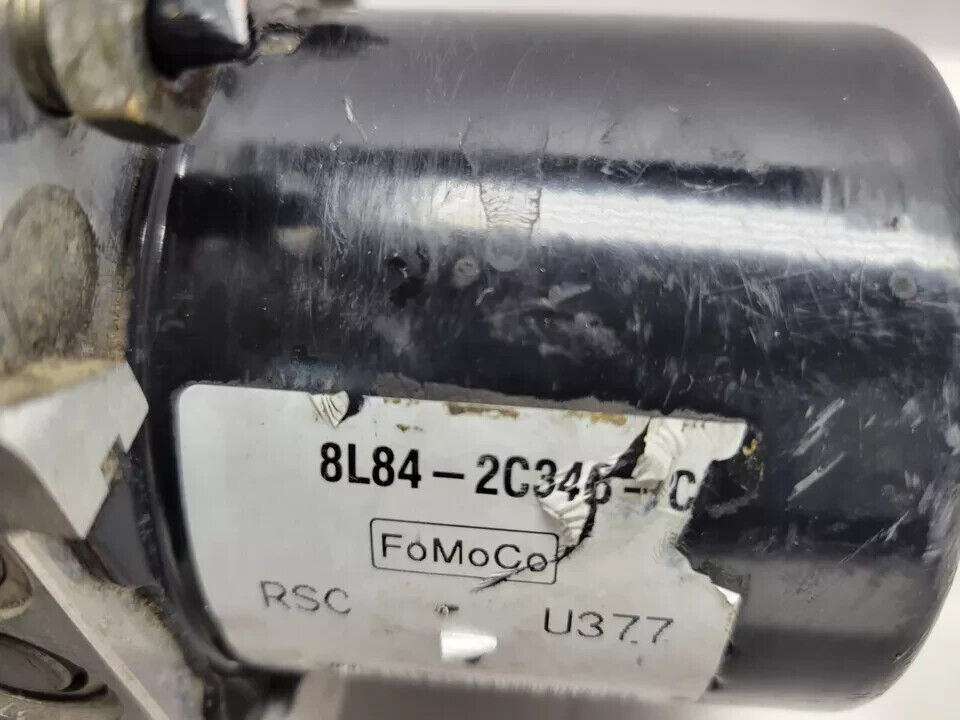 8L84-2C346- C
FoMoCo
RSC
U377